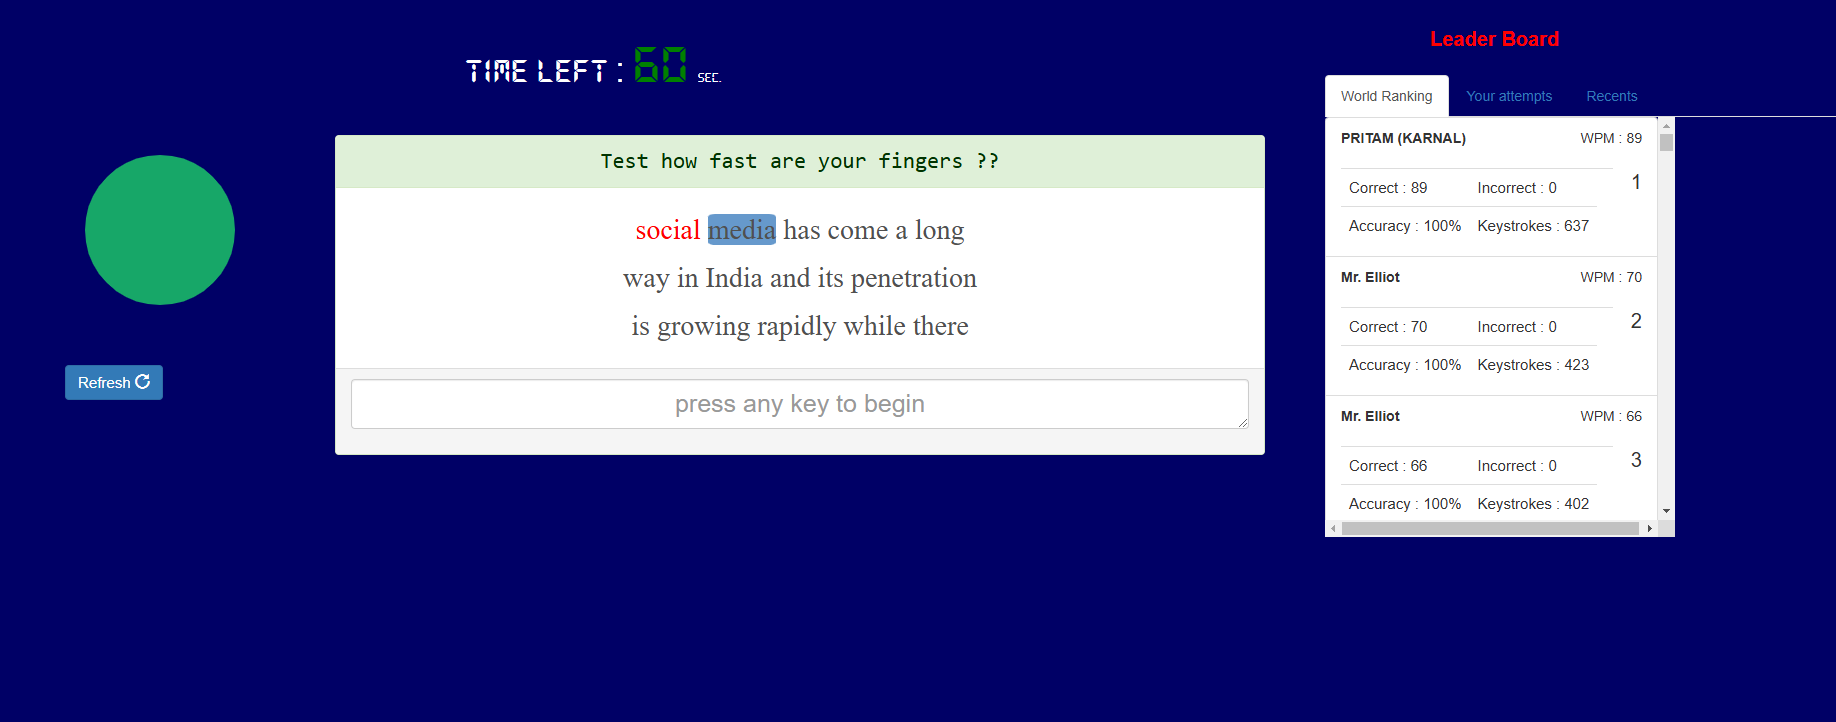 TIME LEFT : 60 SEC.
Test how fast are your fingers ??
social media has come a long
way in India and its penetration
is growing rapidly while there
press any key to begin
Refresh
Leader Board
World Ranking Your attempts Recents
PRITAM (KARNAL) WPM : 89
1
Correct : 89 Incorrect : 0
Accuracy : 100% Keystrokes : 637
Mr. Elliot WPM : 70
2
Correct : 70 Incorrect : 0
Accuracy : 100% Keystrokes : 423
Mr. Elliot WPM : 66
3
Correct : 66 Incorrect : 0
Accuracy : 100% Keystrokes : 402